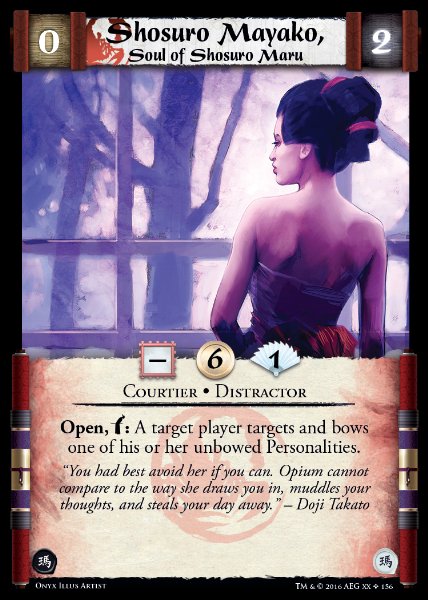 0
Shosuro Mayako,
Soul of Shosuro Maru
2
–
6
1
Courtier • Distractor
Open, : A target player targets and bows
one of his or her unbowed Personalities.
“You had best avoid her if you can. Opium cannot
compare to the way she draws you in, muddles your
thoughts, and steals your day away.” – Doji Takato
瑪
瑪
Onyx Illus Artist
TM & © 2016 AEG XX ❖ 156